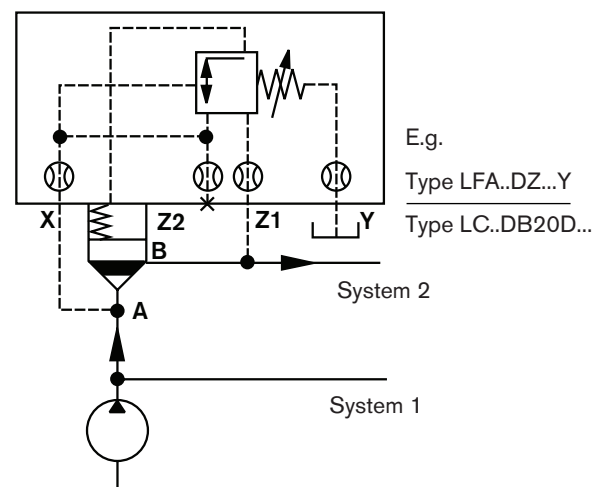 E.g.
Type LFA..DZ...Y
Type LC..DB20D...
X Z2 Z1 Y
B
System 2
A
System 1